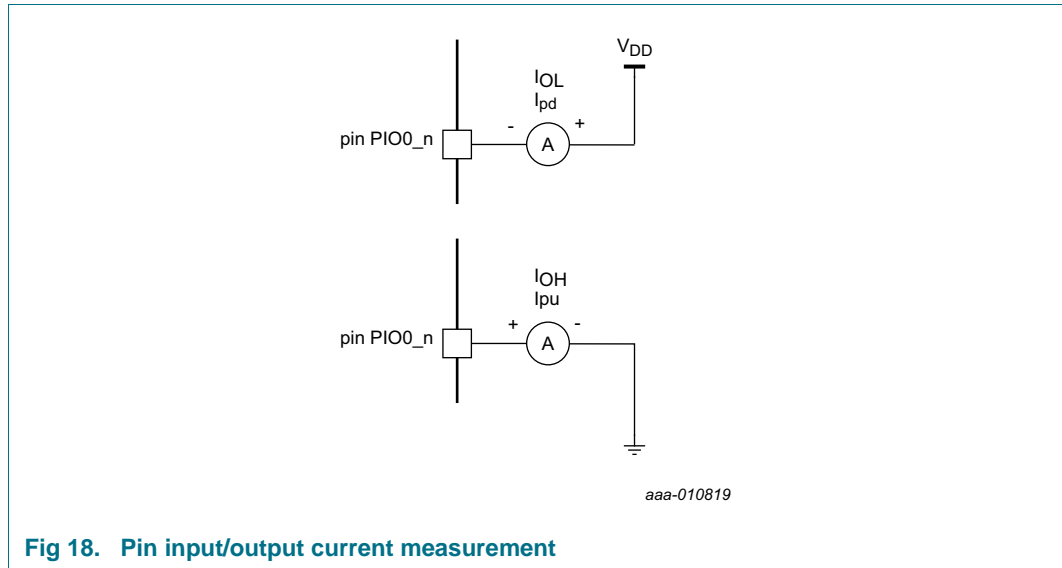 VDD
IOL
Ipd
- +
A
pin PIO0_n
IOH
Ipu
+ -
A
pin PIO0_n
aaa-010819
Fig 18. Pin input/output current measurement